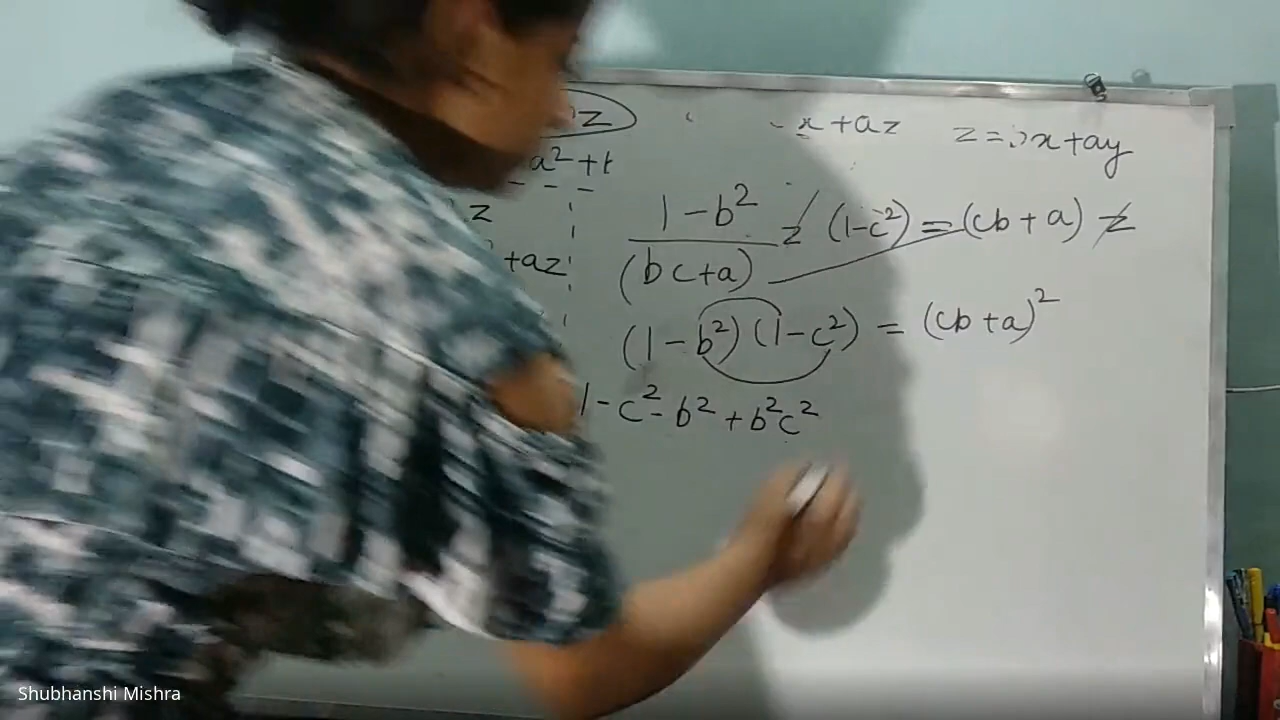 z x + az z = bx + ay
a² + 1
z 1 - b² / (bc + a) z (1 - c²) = (cb + a) z
+ az
(1 - b²)(1 - c²) = (cb + a)²
1 - c² - b² + b²c²
Shubhanshi Mishra